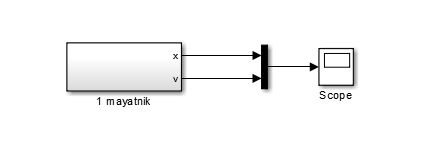 x
v
1 mayatnik
Scope